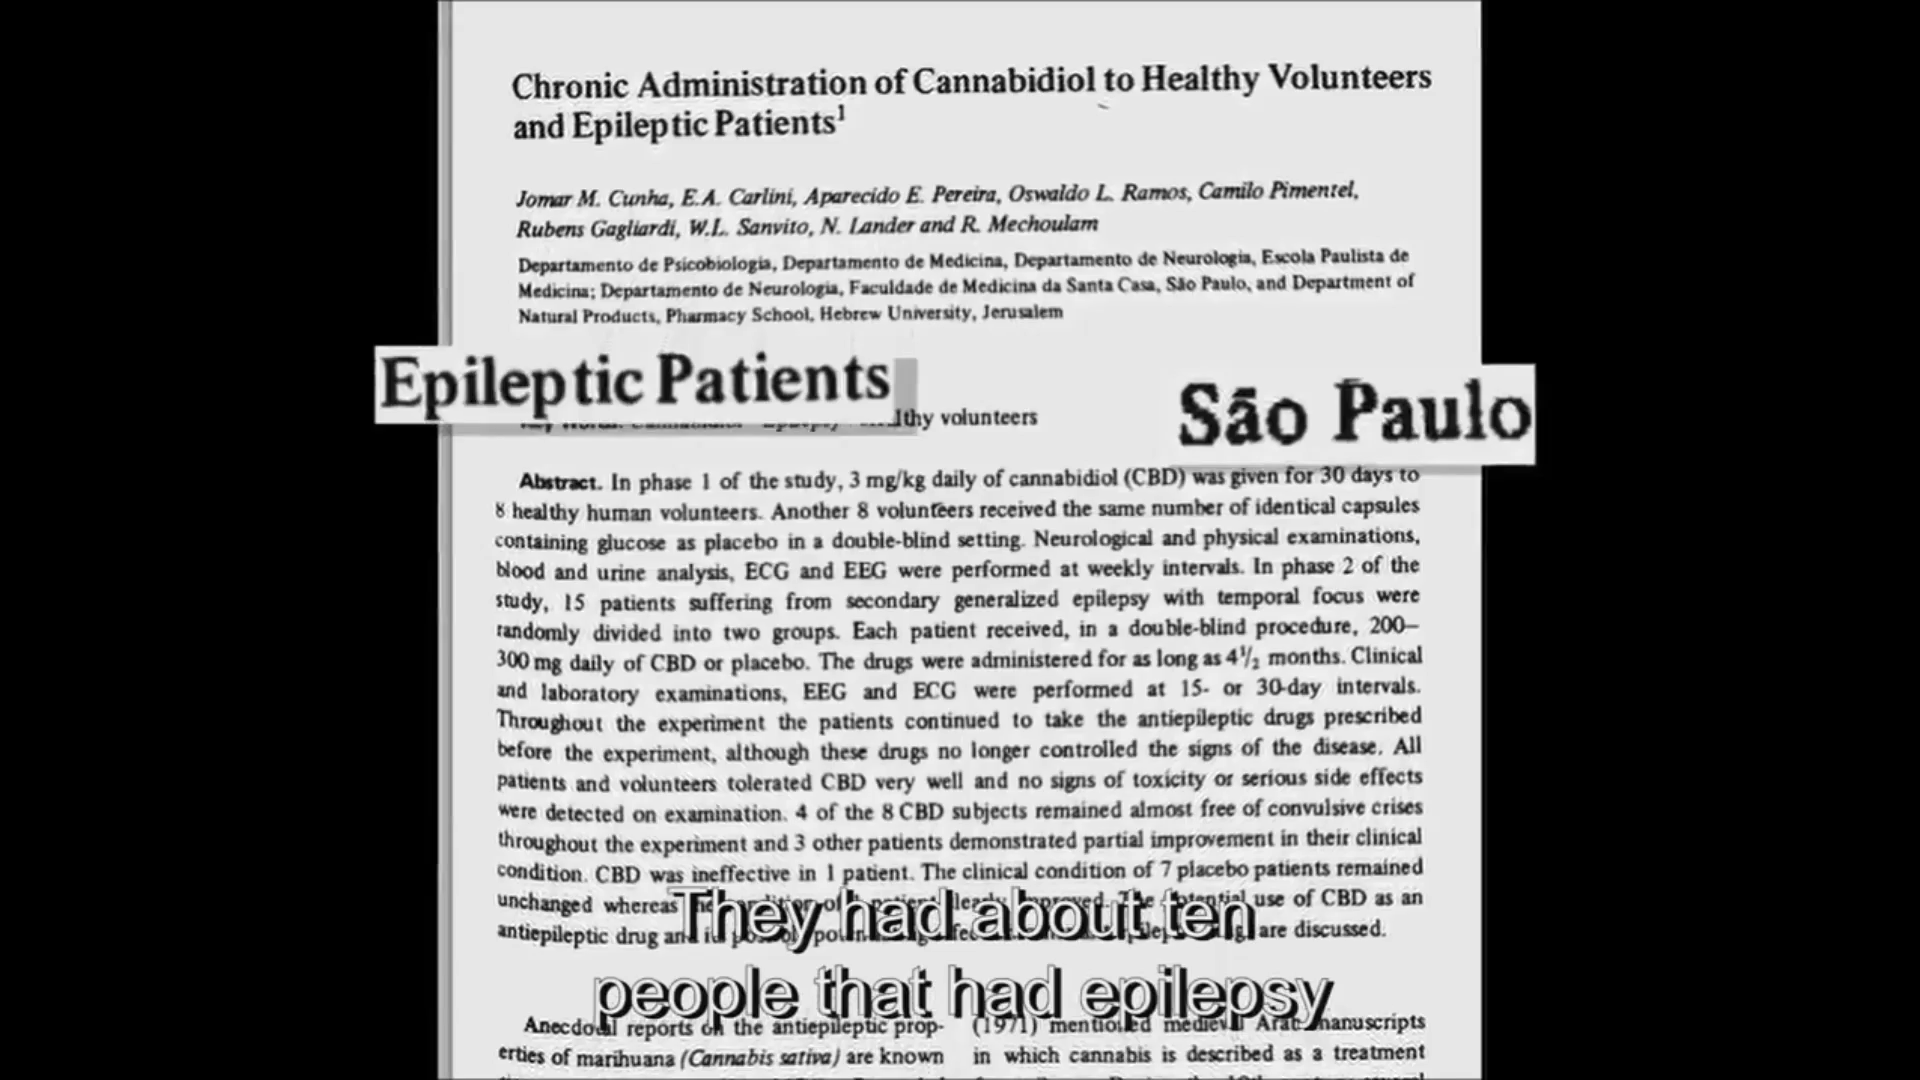 Chronic Administration of Cannabidiol to Healthy Volunteers
and Epileptic Patients¹
Jomar M. Cunha, E.A. Carlini, Aparecido E. Pereira, Oswaldo L. Ramos, Camilo Pimentel,
Rubens Gagliardi, W.L. Sanvito, N. Lander and R. Mechoulam
Departamento de Psicobiologia, Departamento de Medicina, Departamento de Neurologia, Escola Paulista de
Medicina; Departamento de Neurologia, Faculdade de Medicina da Santa Casa, São Paulo, and Department of
Natural Products, Pharmacy School, Hebrew University, Jerusalem
Epileptic Patients
São Paulo
volunteers
Abstract. In phase 1 of the study, 3 mg/kg daily of cannabidiol (CBD) was given for 30 days to
8 healthy human volunteers. Another 8 volunteers received the same number of identical capsules
containing glucose as placebo in a double-blind setting. Neurological and physical examinations,
blood and urine analysis, ECG and EEG were performed at weekly intervals. In phase 2 of the
study, 15 patients suffering from secondary generalized epilepsy with temporal focus were
randomly divided into two groups. Each patient received, in a double-blind procedure, 200–
300 mg daily of CBD or placebo. The drugs were administered for as long as 4 1/2 months. Clinical
and laboratory examinations, EEG and ECG were performed at 15- or 30-day intervals.
Throughout the experiment the patients continued to take the antiepileptic drugs prescribed
before the experiment, although these drugs no longer controlled the signs of the disease. All
patients and volunteers tolerated CBD very well and no signs of toxicity or serious side effects
were detected on examination. 4 of the 8 CBD subjects remained almost free of convulsive crises
throughout the experiment and 3 other patients demonstrated partial improvement in their clinical
condition. CBD was ineffective in 1 patient. The clinical condition of 7 placebo patients remained
unchanged whereas use of CBD as an
antiepileptic drug are discussed.
They had about ten
people that had epilepsy
Anecdotal reports on the antiepileptic prop-
erties of marihuana (Cannabis sativa) are known
(1971) mentioned medieval Arab manuscripts
in which cannabis is described as a treatment